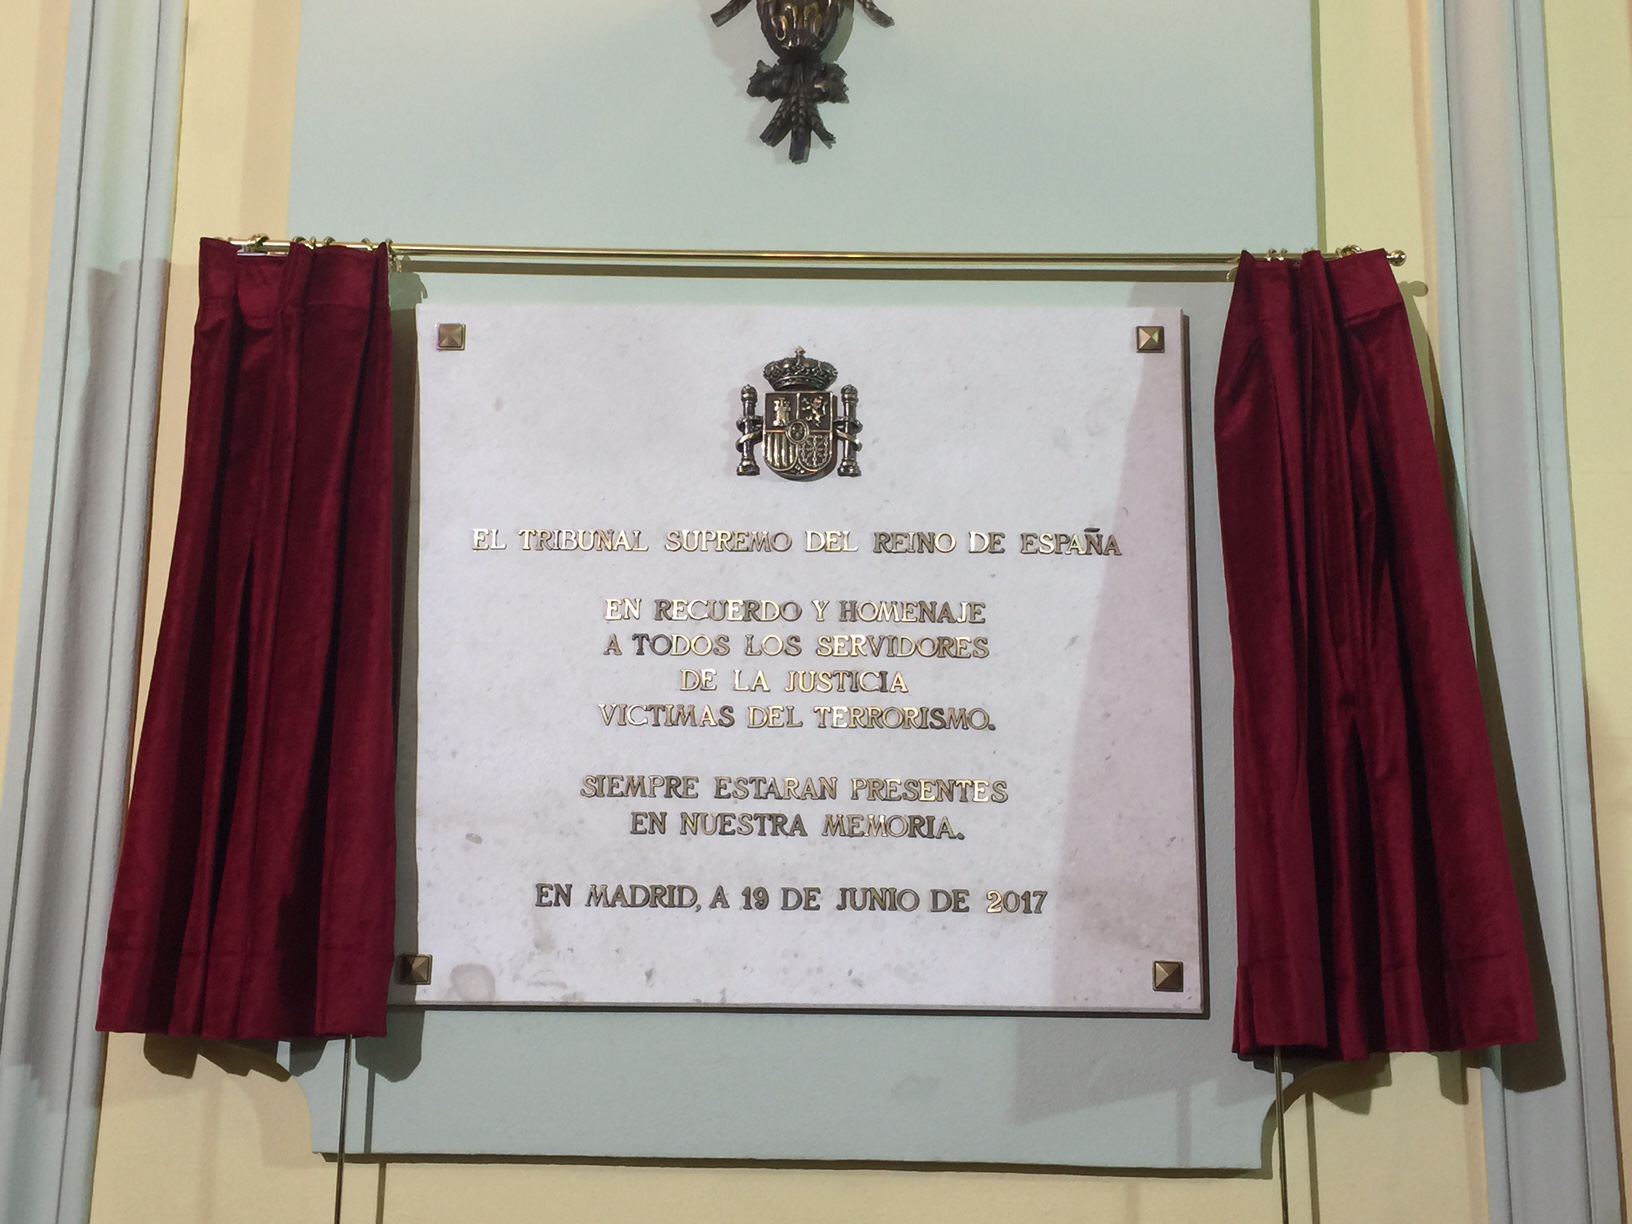 EL TRIBUNAL SUPREMO DEL REINO DE ESPAÑA
EN RECUERDO Y HOMENAJE
A TODOS LOS SERVIDORES
DE LA JUSTICIA
VICTIMAS DEL TERRORISMO.
SIEMPRE ESTARAN PRESENTES
EN NUESTRA MEMORIA.
EN MADRID, A 19 DE JUNIO DE 2017